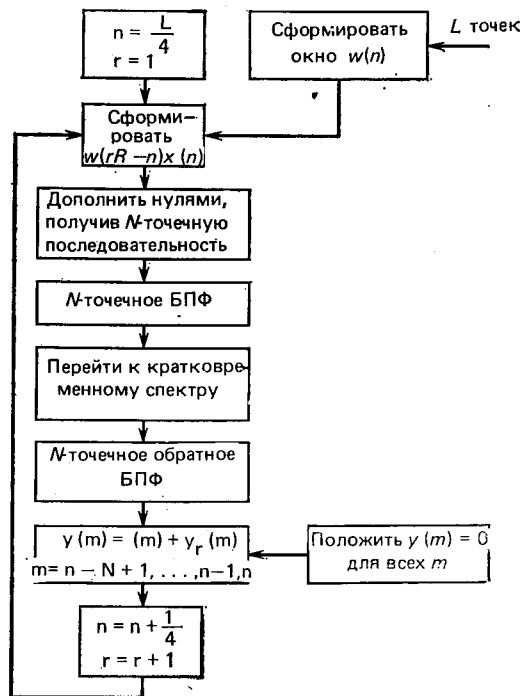 n = L/4
r = 1
Сформировать
окно w(n)
L точек
Сформи-
ровать
w(rR – n)x (n)
Дополнить нулями,
получив N-точечную
последовательность
N-точечное БПФ
Перейти к кратковре-
менному спектру
N-точечное обратное
БПФ
y (m) = (m) + y_r (m)
m= n – N + 1, . . . ,n–1,n
Положить y (m) = 0
для всех m
n = n + 1/4
r = r + 1